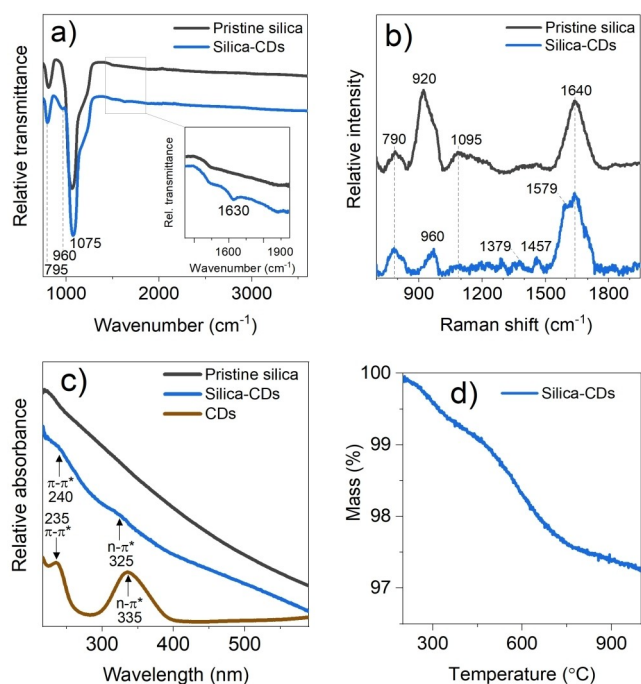 a)
Pristine silica
Silica-CDs
Relative transmittance
Rel. transmittance
1630
1400 1600 1900
Wavenumber (cm⁻¹)
1075
960
795
1000 2000 3000
Wavenumber (cm⁻¹)
b)
Pristine silica
Silica-CDs
Relative intensity
920
1640
790
1095
1579
960
1379
1457
900 1200 1500 1800
Raman shift (cm⁻¹)
c)
Pristine silica
Silica-CDs
CDs
Relative absorbance
π-π*
240
235
π-π*
n-π*
325
n-π*
335
300 400 500
Wavelength (nm)
d)
Silica-CDs
Mass (%)
100
99
98
97
300 600 900
Temperature (°C)